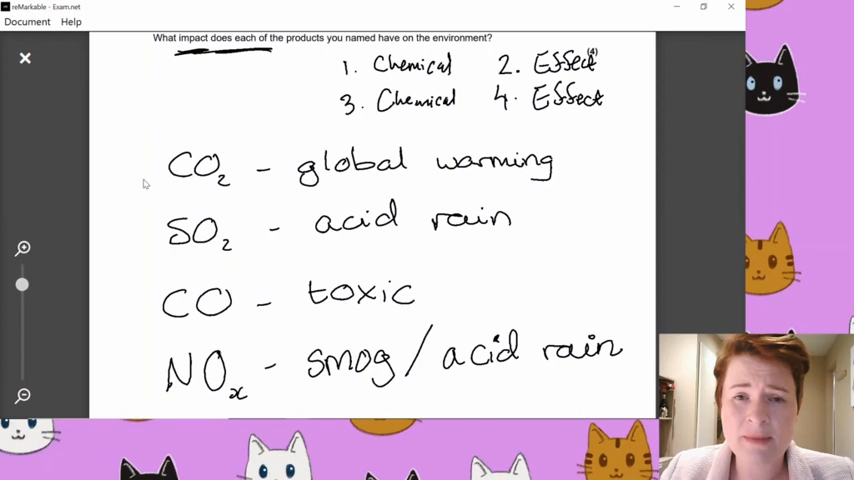 reMarkable - Exam.net
Document Help
What impact does each of the products you named have on the environment?
(4)
1. Chemical 2. Effect
3. Chemical 4. Effect
CO₂ - global warming
SO₂ - acid rain
CO - toxic
NOₓ - smog / acid rain